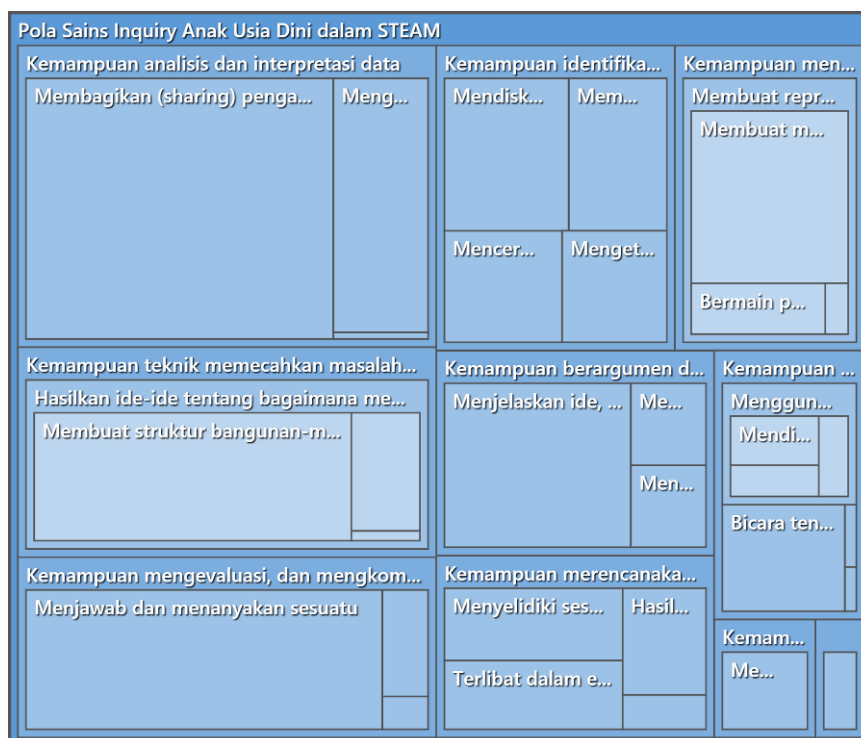 Pola Sains Inquiry Anak Usia Dini dalam STEAM
Kemampuan analisis dan interpretasi data
Membagikan (sharing) penga...
Meng...
Kemampuan identifika...
Mendisk...
Mem...
Mencer...
Menget...
Kemampuan men...
Membuat repr...
Membuat m...
Bermain p...
Kemampuan teknik memecahkan masalah...
Hasilkan ide-ide tentang bagaimana me...
Membuat struktur bangunan-m...
Kemampuan berargumen d...
Menjelaskan ide, ...
Me...
Men...
Kemampuan ...
Menggun...
Mendi...
Bicara ten...
Kemampuan mengevaluasi, dan mengkom...
Menjawab dan menanyakan sesuatu
Kemampuan merencanaka...
Menyelidiki ses...
Hasil...
Terlibat dalam e...
Kemam...
Me...